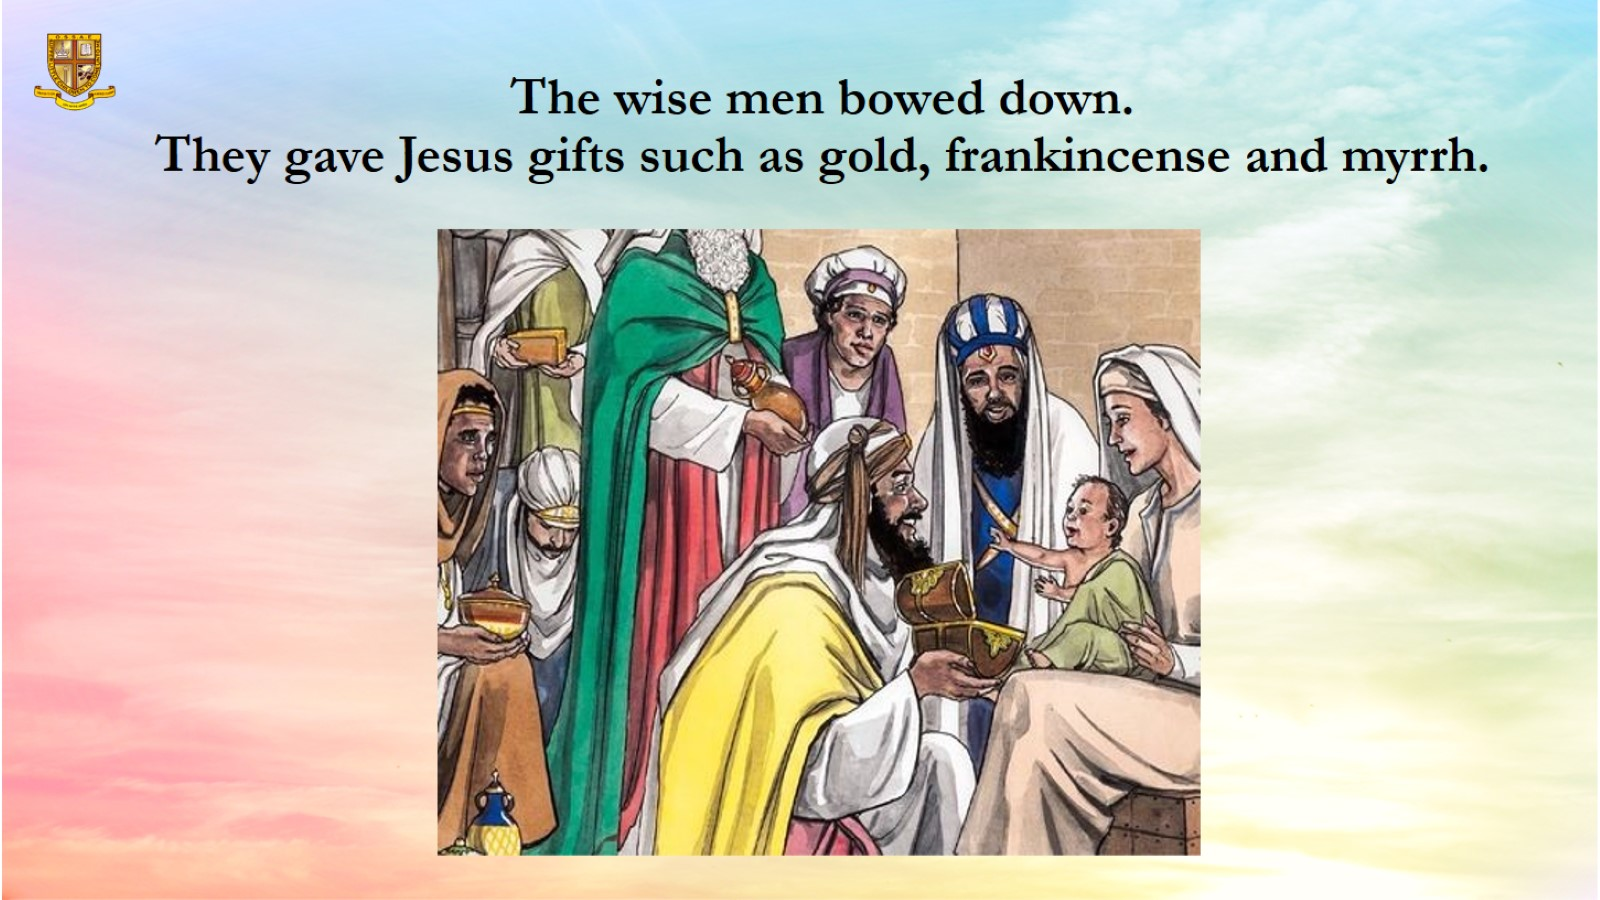 The wise men bowed down.
They gave Jesus gifts such as gold, frankincense and myrrh.